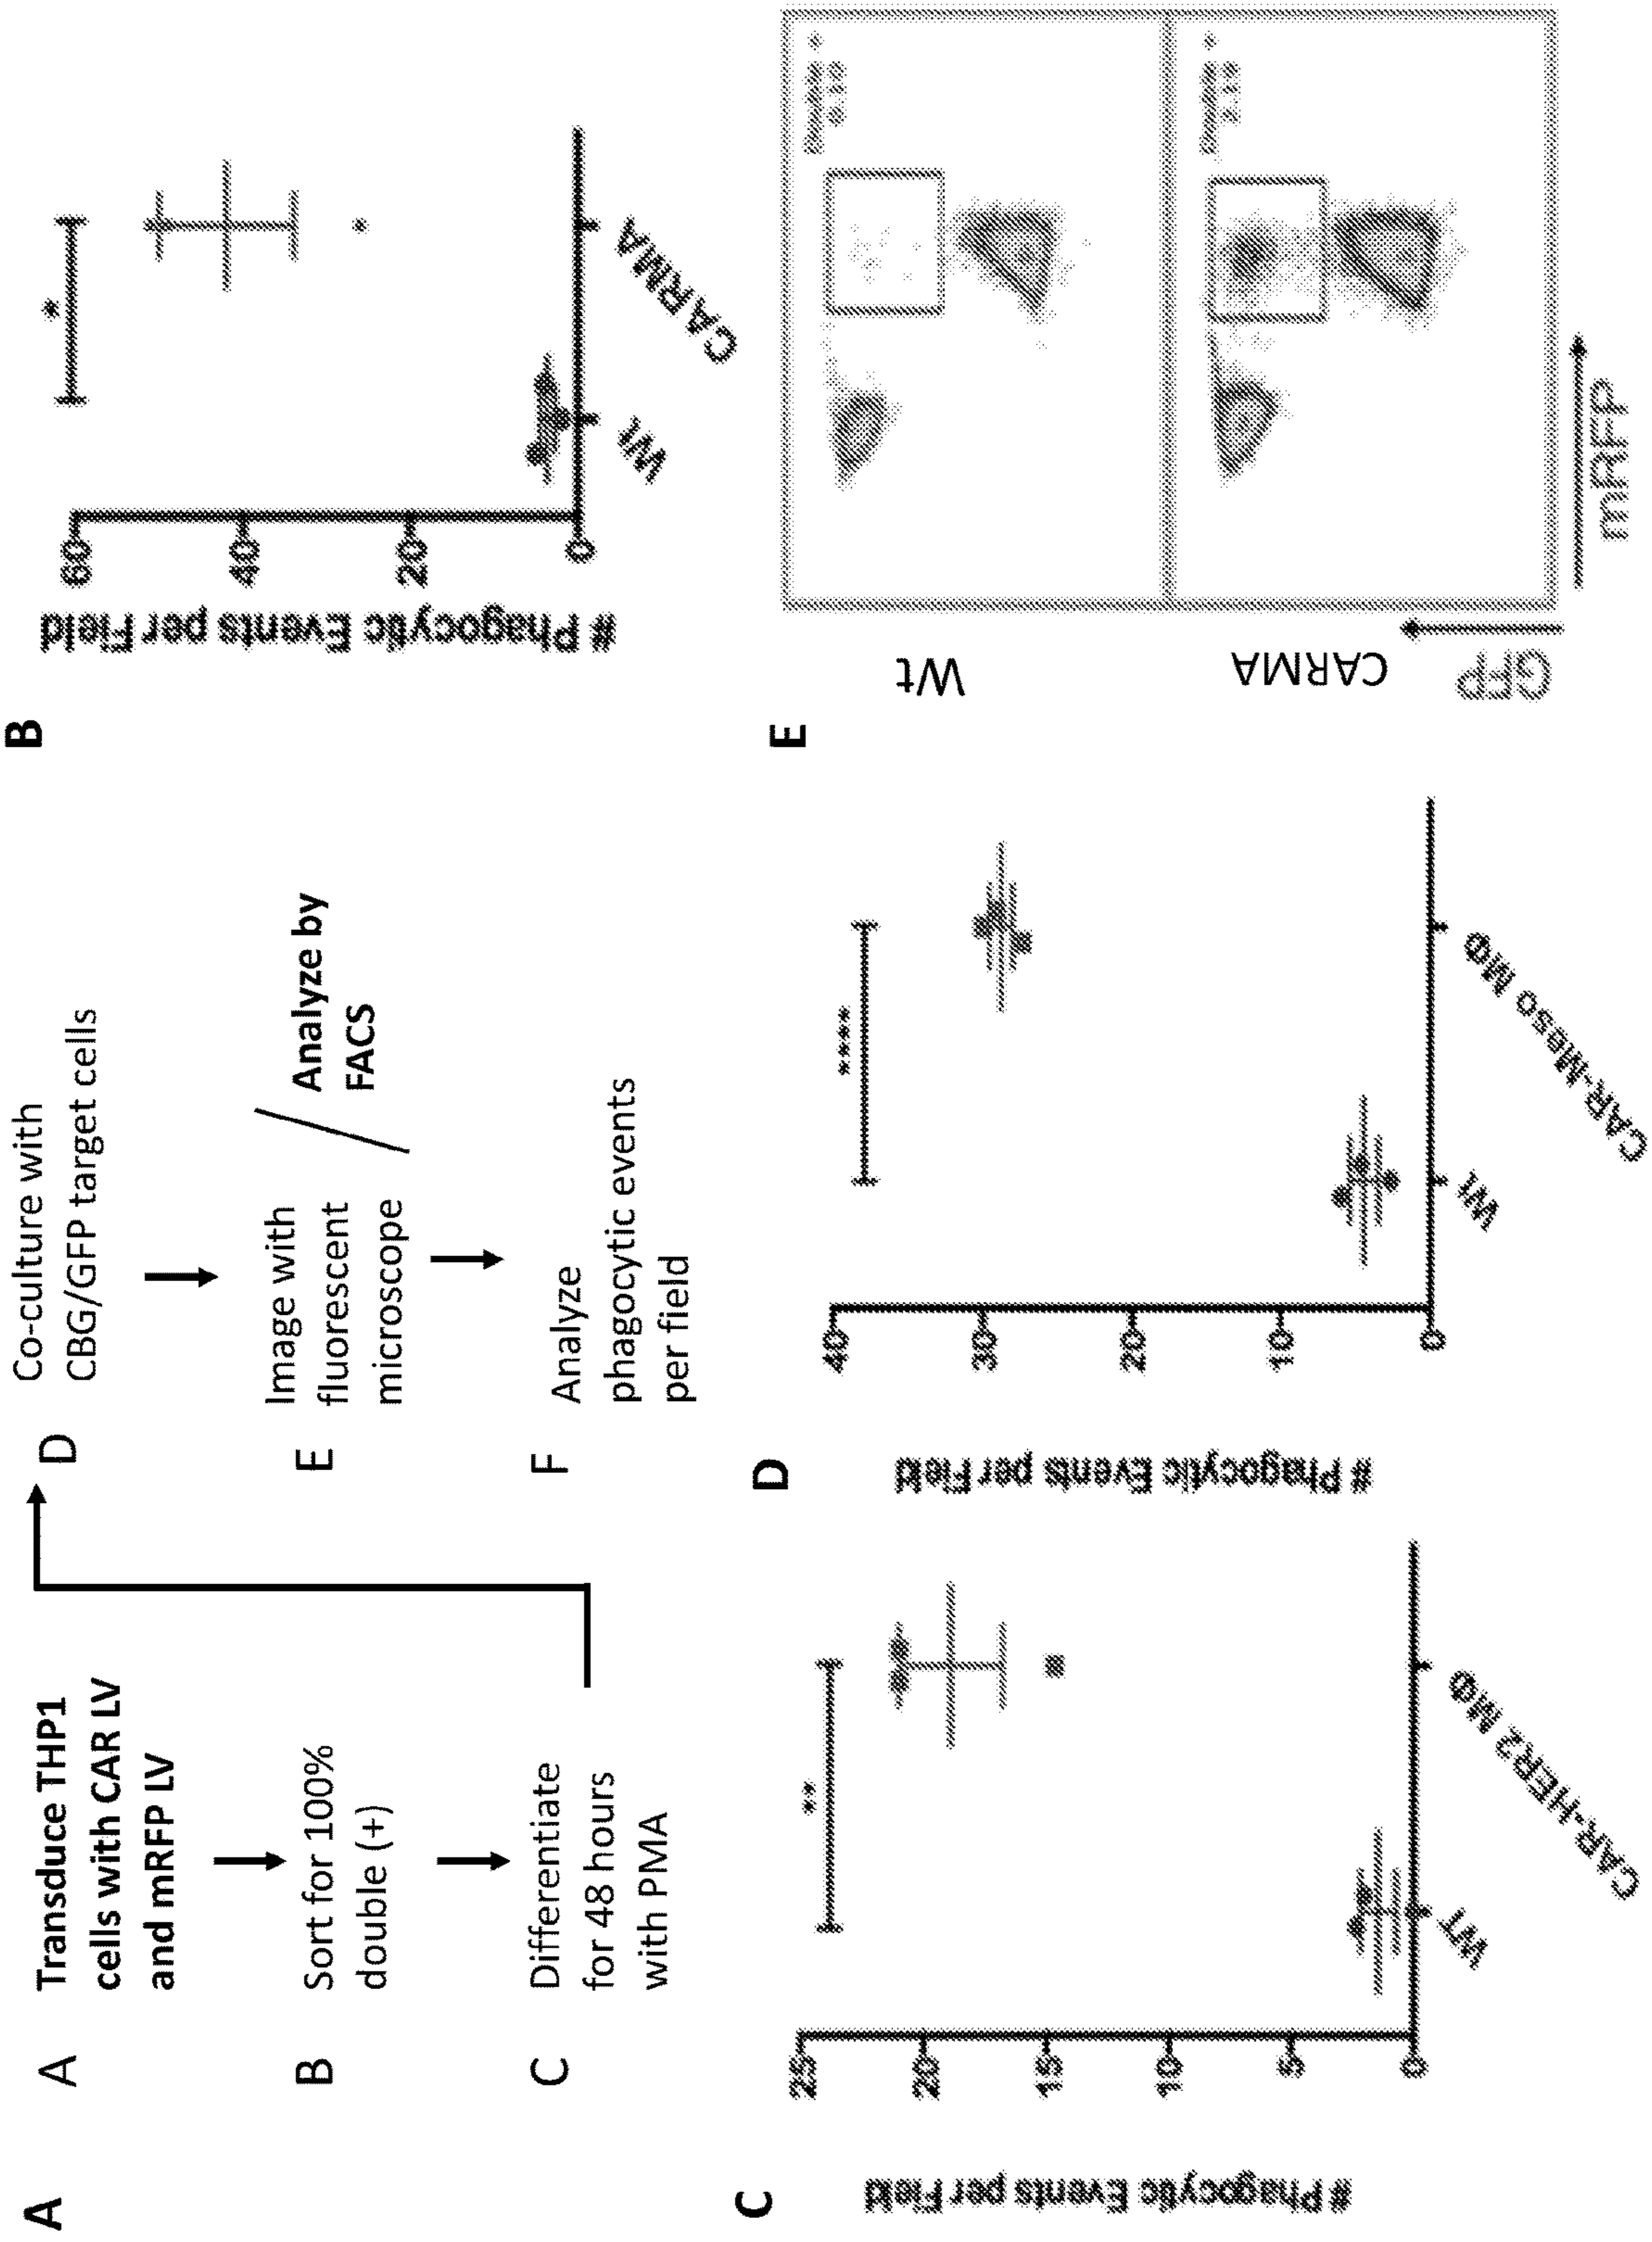 A
A
Transduce THP1
cells with CAR LV
and mRFP LV
B
Sort for 100%
double (+)
C
Differentiate
for 48 hours
with PMA
D
Co-culture with
CBG/GFP target cells
E
Image with
fluorescent
microscope
Analyze by
FACS
F
Analyze
phagocytic events
per field
B
# Phagocytic Events per Field
60
40
20
0
*
Wt
CARMA
C
# Phagocytic Events per Field
25
20
15
10
5
0
**
WT
CAR-HER2 MΦ
D
# Phagocytic Events per Field
40
30
20
10
0
****
Wt
CAR-Meso MΦ
E
Wt
CARMA
GFP
mRFP